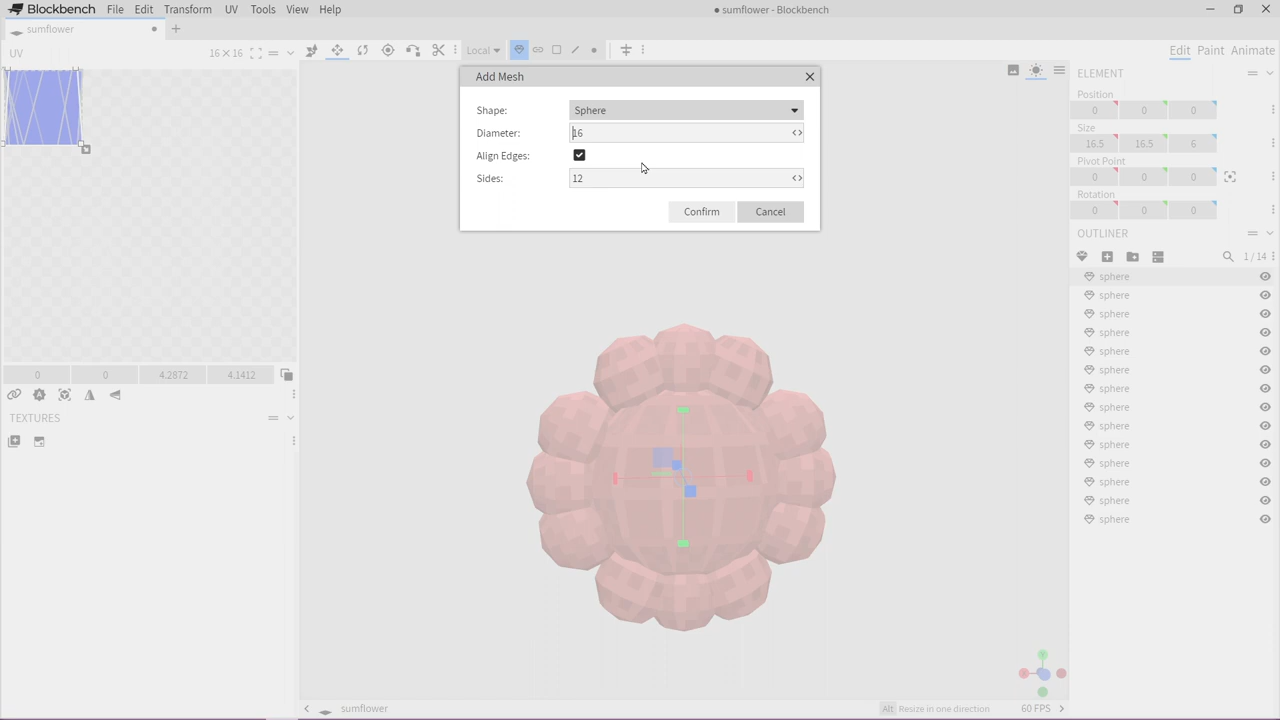 Blockbench File Edit Transform UV Tools View Help
● sumflower - Blockbench
sumflower
UV 16 × 16
Local
Edit Paint Animate
Add Mesh
Shape: Sphere
Diameter: 16
Align Edges:
Sides: 12
Confirm Cancel
ELEMENT
Position
0 0 0
Size
16.5 16.5 6
Pivot Point
0 0 0
Rotation
0 0 0
OUTLINER
1 / 14
sphere
sphere
sphere
sphere
sphere
sphere
sphere
sphere
sphere
sphere
sphere
sphere
sphere
sphere
0 0 4.2872 4.1412
TEXTURES
sumflower
Alt Resize in one direction 60 FPS